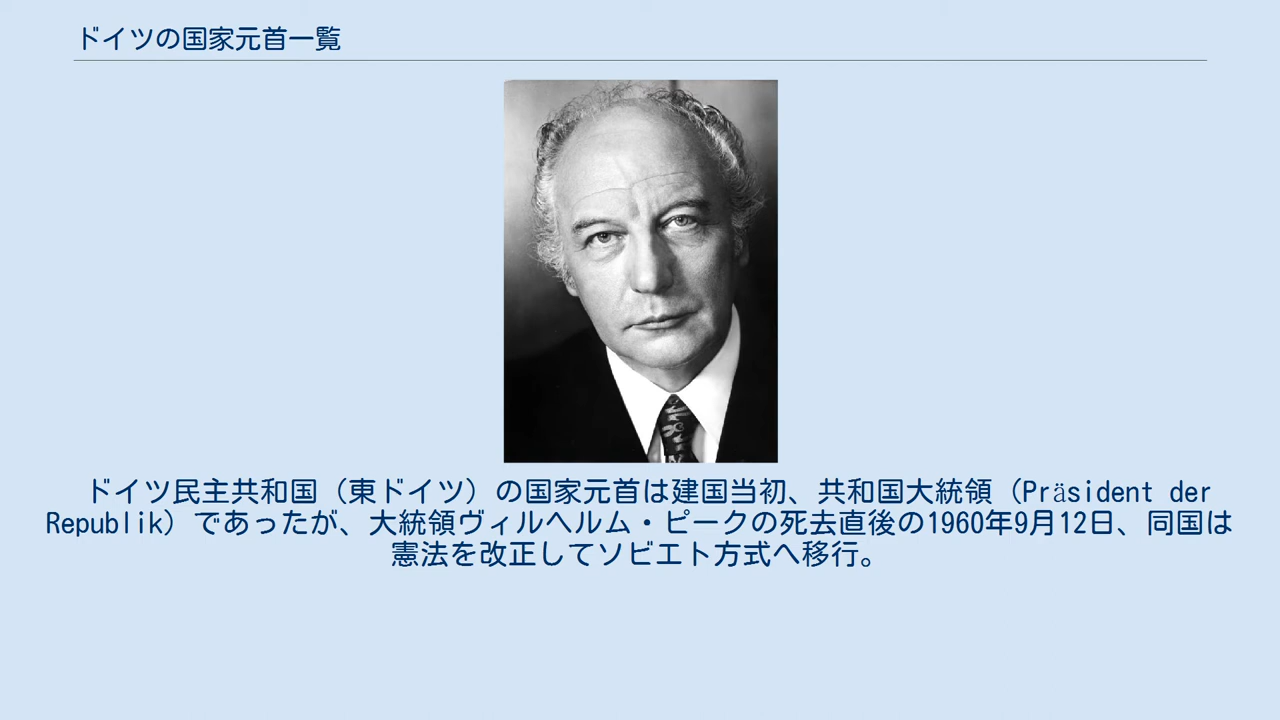 ドイツの国家元首一覧
ドイツ民主共和国（東ドイツ）の国家元首は建国当初、共和国大統領（Präsident der
Republik）であったが、大統領ヴィルヘルム・ピークの死去直後の1960年9月12日、同国は
憲法を改正してソビエト方式へ移行。